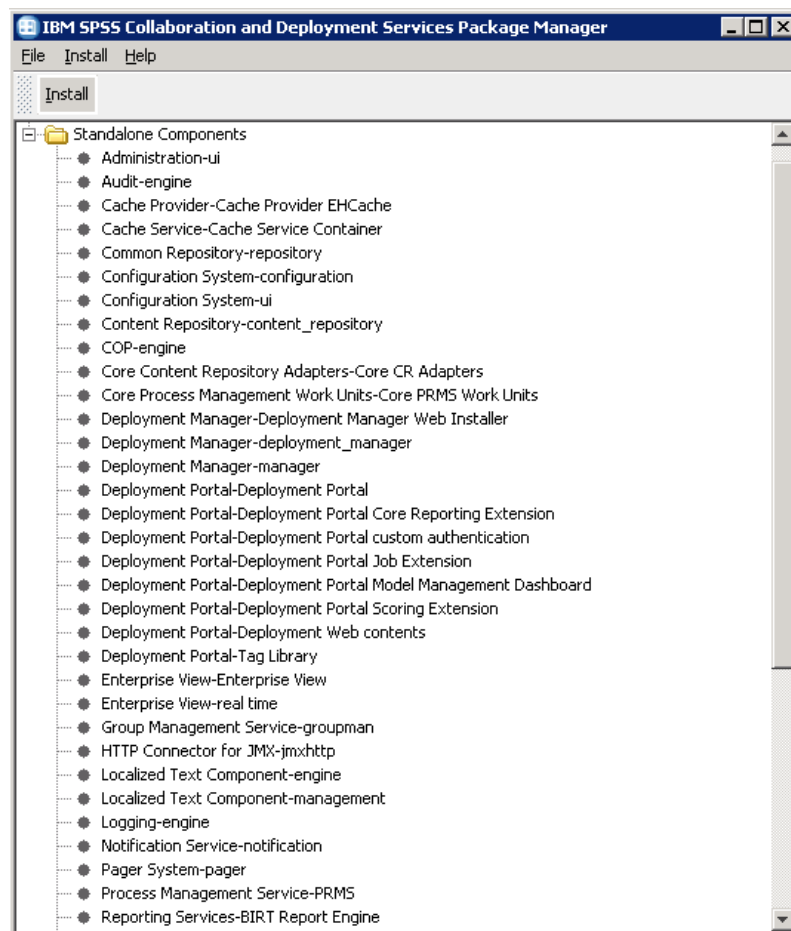 IBM SPSS Collaboration and Deployment Services Package Manager
File Install Help
Install
Standalone Components
Administration-ui
Audit-engine
Cache Provider-Cache Provider EHCache
Cache Service-Cache Service Container
Common Repository-repository
Configuration System-configuration
Configuration System-ui
Content Repository-content_repository
COP-engine
Core Content Repository Adapters-Core CR Adapters
Core Process Management Work Units-Core PRMS Work Units
Deployment Manager-Deployment Manager Web Installer
Deployment Manager-deployment_manager
Deployment Manager-manager
Deployment Portal-Deployment Portal
Deployment Portal-Deployment Portal Core Reporting Extension
Deployment Portal-Deployment Portal custom authentication
Deployment Portal-Deployment Portal Job Extension
Deployment Portal-Deployment Portal Model Management Dashboard
Deployment Portal-Deployment Portal Scoring Extension
Deployment Portal-Deployment Web contents
Deployment Portal-Tag Library
Enterprise View-Enterprise View
Enterprise View-real time
Group Management Service-groupman
HTTP Connector for JMX-jmxhttp
Localized Text Component-engine
Localized Text Component-management
Logging-engine
Notification Service-notification
Pager System-pager
Process Management Service-PRMS
Reporting Services-BIRT Report Engine